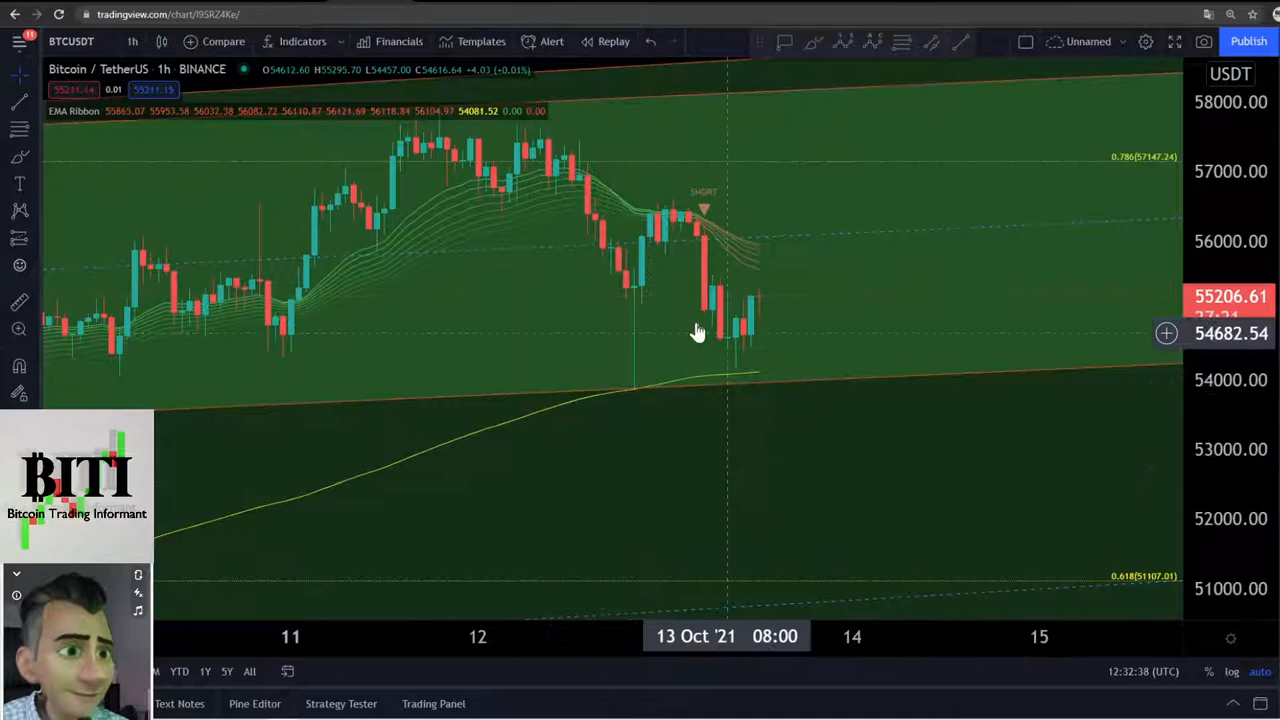 tradingview.com/chart/I9SRZ4Ke/
11
BTCUSDT 1h Compare Indicators Financials Templates Alert Replay Unnamed Publish
Bitcoin / TetherUS · 1h · BINANCE O54612.60 H55295.70 L54457.00 C54616.64 +4.03 (+0.01%)
55211.14 0.01 55211.15
EMA Ribbon 55865.07 55953.58 56032.38 56082.72 56110.87 56121.69 56118.84 56104.97 54081.52 0.00 0.00
USDT
58000.00
0.786(57147.24)
57000.00
SHORT
56000.00
55206.61
54682.54
54000.00
53000.00
52000.00
0.618(51107.01)
51000.00
BITI
Bitcoin Trading Informant
11 12 13 Oct '21 08:00 14 15
M YTD 1Y 5Y All 12:32:38 (UTC) % log auto
Text Notes Pine Editor Strategy Tester Trading Panel